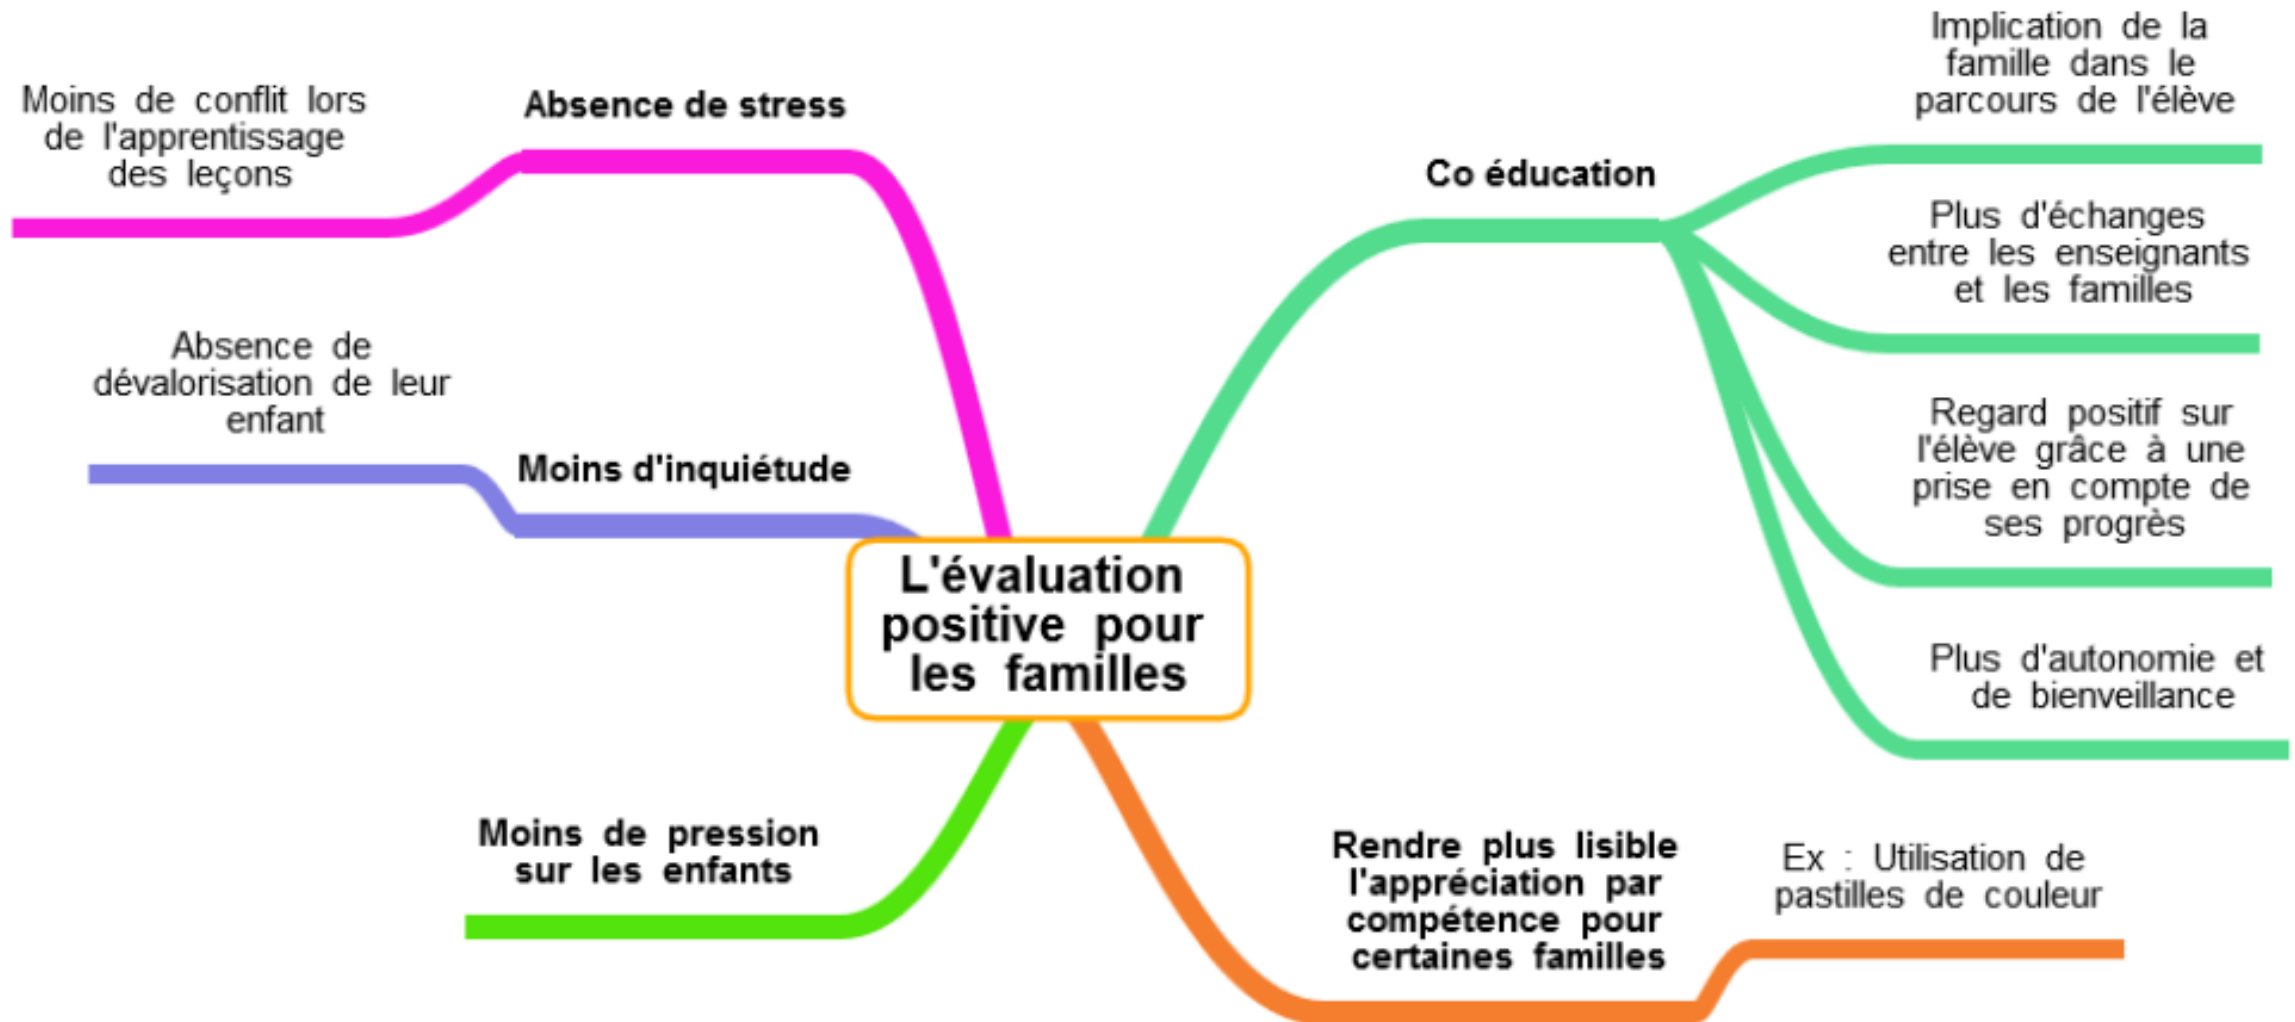 L'évaluation
positive pour
les familles
Absence de stress
Moins de conflit lors
de l'apprentissage
des leçons
Moins d'inquiétude
Absence de
dévalorisation de leur
enfant
Moins de pression
sur les enfants
Co éducation
Implication de la
famille dans le
parcours de l'élève
Plus d'échanges
entre les enseignants
et les familles
Regard positif sur
l'élève grâce à une
prise en compte de
ses progrès
Plus d'autonomie et
de bienveillance
Rendre plus lisible
l'appréciation par
compétence pour
certaines familles
Ex : Utilisation de
pastilles de couleur